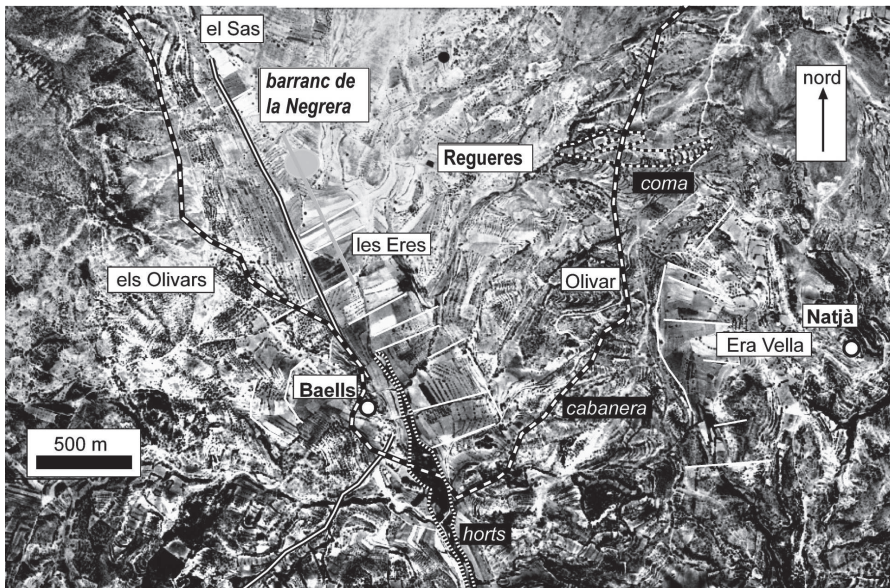 el Sas
barranc de
la Negrera
nord
Regueres
coma
les Eres
els Olivars
Olivar
Natjà
Era Vella
Baells
cabanera
500 m
horts